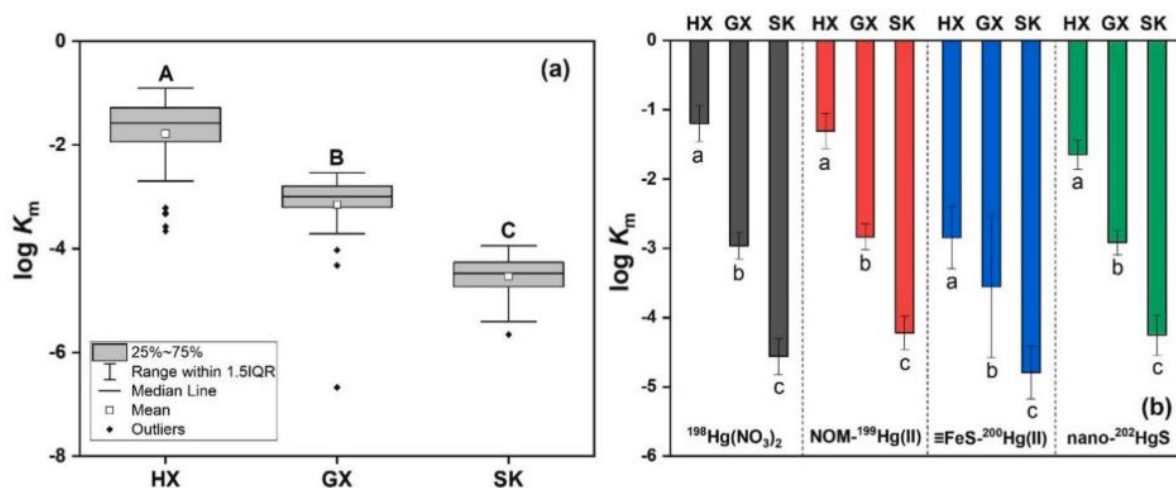 (a)
log Kₘ
0
-2
-4
-6
-8
A
B
C
25%~75%
Range within 1.5IQR
Median Line
Mean
Outliers
HX GX SK
HX GX SK HX GX SK HX GX SK HX GX SK
log Kₘ
0
-1
-2
-3
-4
-5
-6
a b c a b c a b c a b c
(b)
¹⁹⁸Hg(NO₃)₂ NOM-¹⁹⁹Hg(II) ≡FeS-²⁰⁰Hg(II) nano-²⁰²HgS